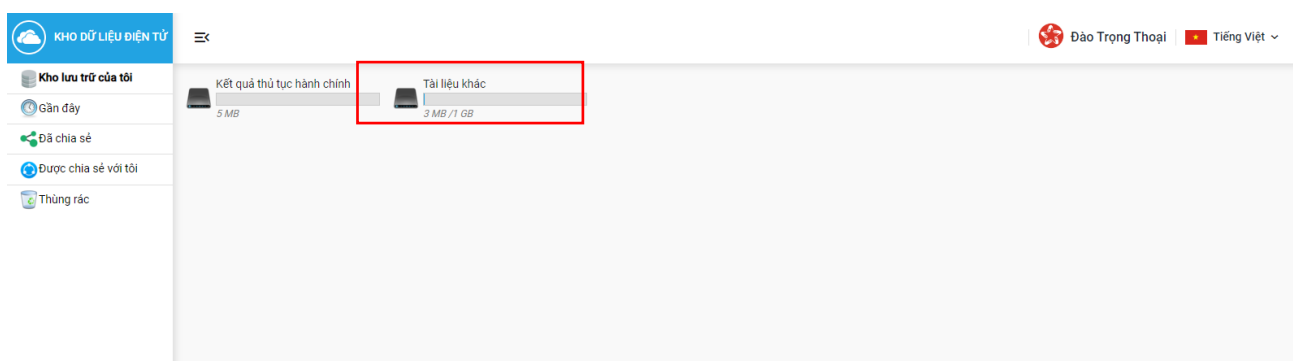 KHO DỮ LIỆU ĐIỆN TỬ
Đào Trọng Thoại
Tiếng Việt
Kho lưu trữ của tôi
Gần đây
Đã chia sẻ
Được chia sẻ với tôi
Thùng rác
Kết quả thủ tục hành chính
5 MB
Tài liệu khác
3 MB /1 GB